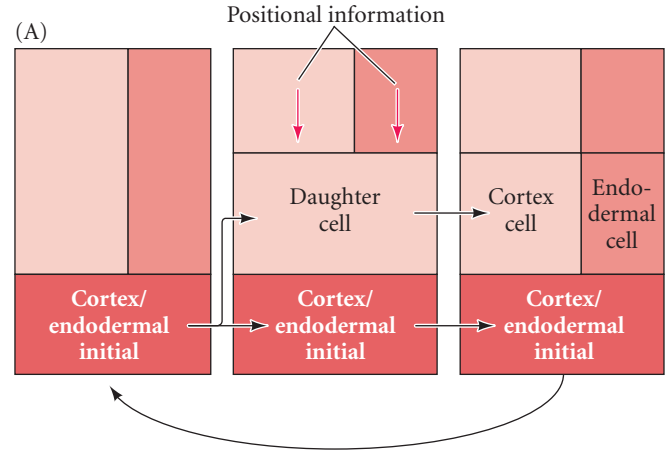 (A)
Positional information
Daughter
cell
Cortex
cell
Endo-
dermal
cell
Cortex/
endodermal
initial
Cortex/
endodermal
initial
Cortex/
endodermal
initial